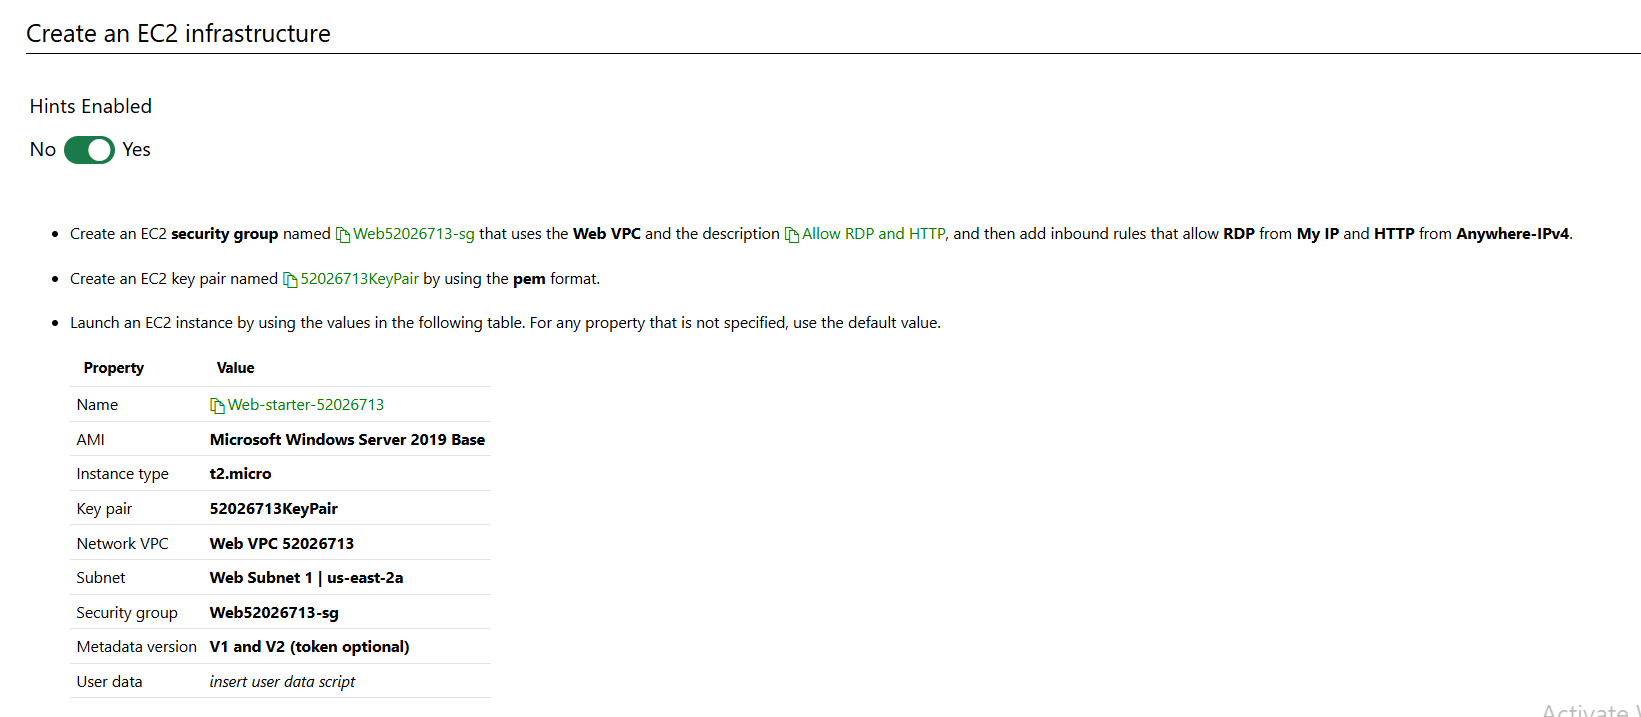 Create an EC2 infrastructure
Hints Enabled
No Yes
Create an EC2 security group named Web52026713-sg that uses the Web VPC and the description Allow RDP and HTTP, and then add inbound rules that allow RDP from My IP and HTTP from Anywhere-IPv4.
Create an EC2 key pair named 52026713KeyPair by using the pem format.
Launch an EC2 instance by using the values in the following table. For any property that is not specified, use the default value.
Property Value
Name Web-starter-52026713
AMI Microsoft Windows Server 2019 Base
Instance type t2.micro
Key pair 52026713KeyPair
Network VPC Web VPC 52026713
Subnet Web Subnet 1 | us-east-2a
Security group Web52026713-sg
Metadata version V1 and V2 (token optional)
User data insert user data script
Activate